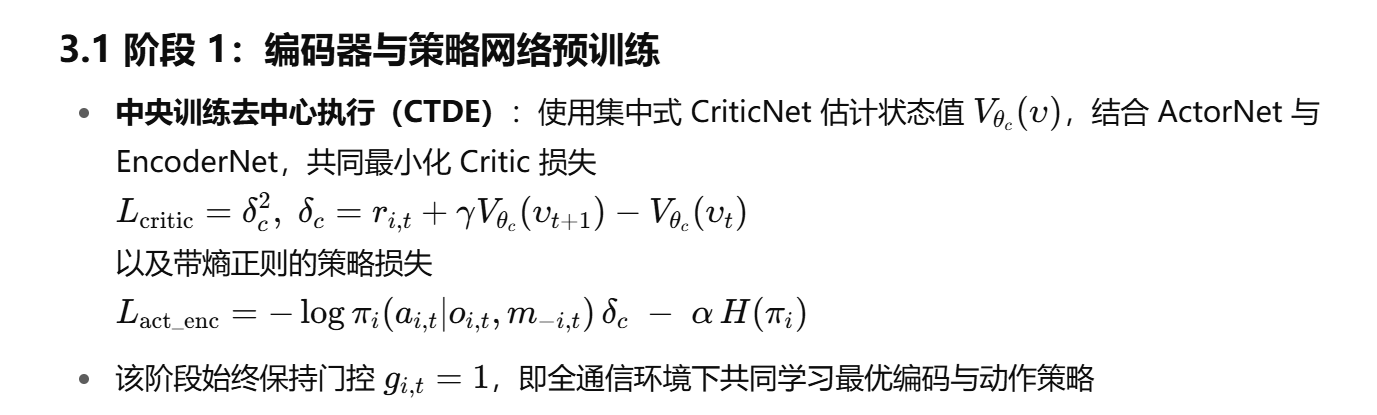 3.1 阶段 1：编码器与策略网络预训练
• 中央训练去中心执行（CTDE）：使用集中式 CriticNet 估计状态值 $V_{\theta_c}(\upsilon)$，结合 ActorNet 与
EncoderNet，共同最小化 Critic 损失
$L_{\text{critic}} = \delta_c^2,\ \delta_c = r_{i,t} + \gamma V_{\theta_c}(\upsilon_{t+1}) - V_{\theta_c}(\upsilon_t)$
以及带熵正则的策略损失
$L_{\text{act\_enc}} = -\log \pi_i(a_{i,t}|o_{i,t}, m_{-i,t})\,\delta_c\ -\ \alpha\, H(\pi_i)$
• 该阶段始终保持门控 $g_{i,t} = 1$，即全通信环境下共同学习最优编码与动作策略